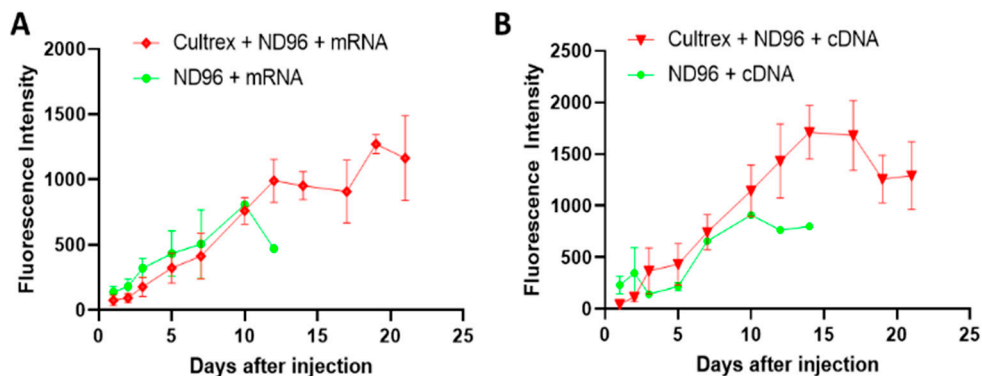 A
Cultrex + ND96 + mRNA
ND96 + mRNA
Fluorescence Intensity
2000
1500
1000
500
0
0 5 10 15 20 25
Days after injection
B
Cultrex + ND96 + cDNA
ND96 + cDNA
Fluorescence Intensity
2500
2000
1500
1000
500
0
0 5 10 15 20 25
Days after injection